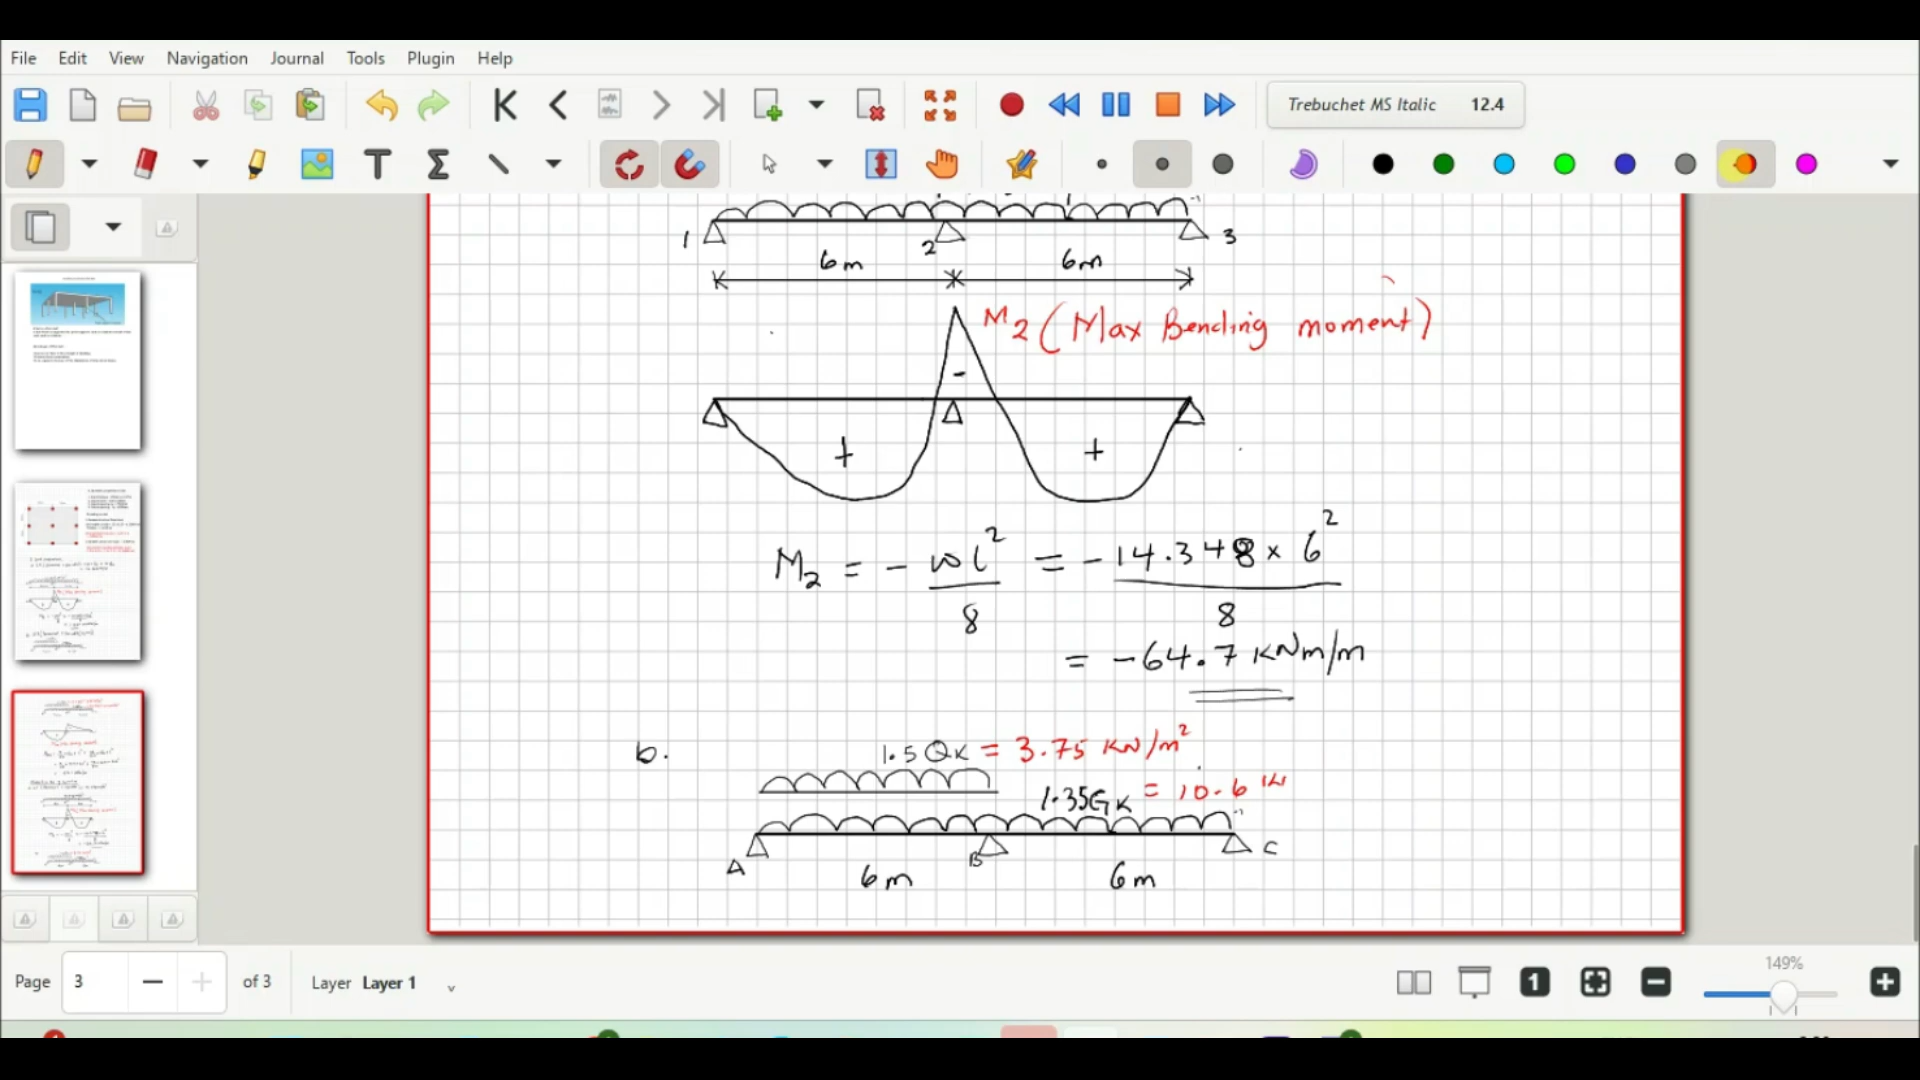 File Edit View Navigation Journal Tools Plugin Help
Trebuchet MS Italic 12.4
1 2 3
6m 6m
M2 (Max Bending moment)
-
+ +
M2 = - wl² = - 14.348 × 6²
8 8
= -64.7 KNm/m
b. 1.5QK = 3.75 KN/m²
1.35GK = 10.6
A B C
6m 6m
Page 3 of 3 Layer Layer 1
149%
1